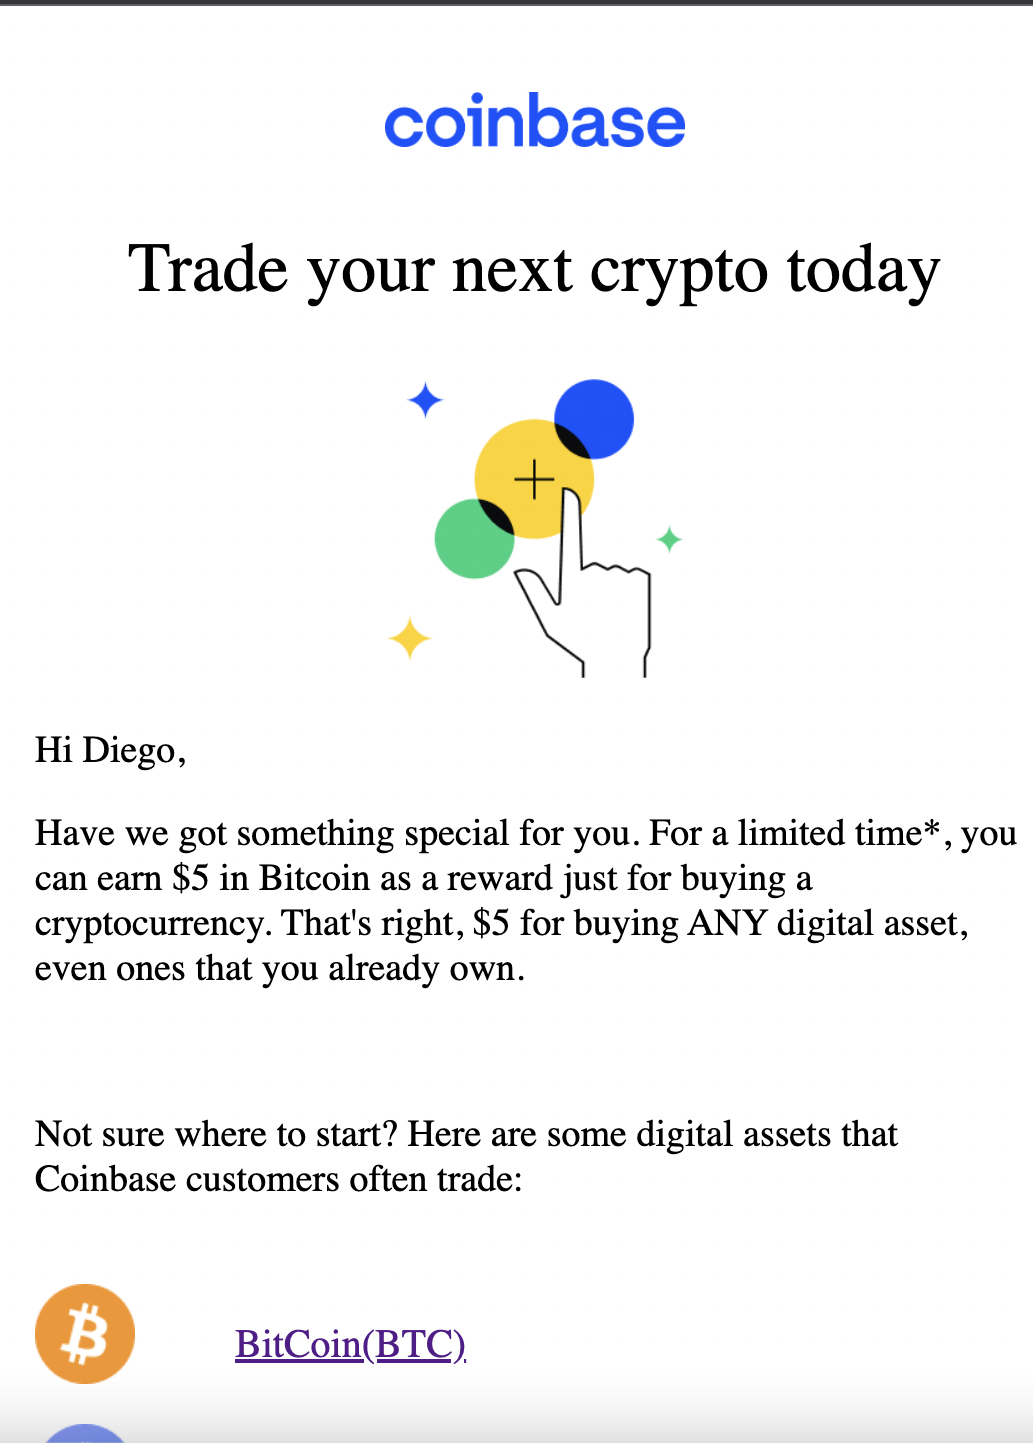 coinbase
Trade your next crypto today
Hi Diego,
Have we got something special for you. For a limited time*, you
can earn $5 in Bitcoin as a reward just for buying a
cryptocurrency. That's right, $5 for buying ANY digital asset,
even ones that you already own.
Not sure where to start? Here are some digital assets that
Coinbase customers often trade:
BitCoin(BTC)